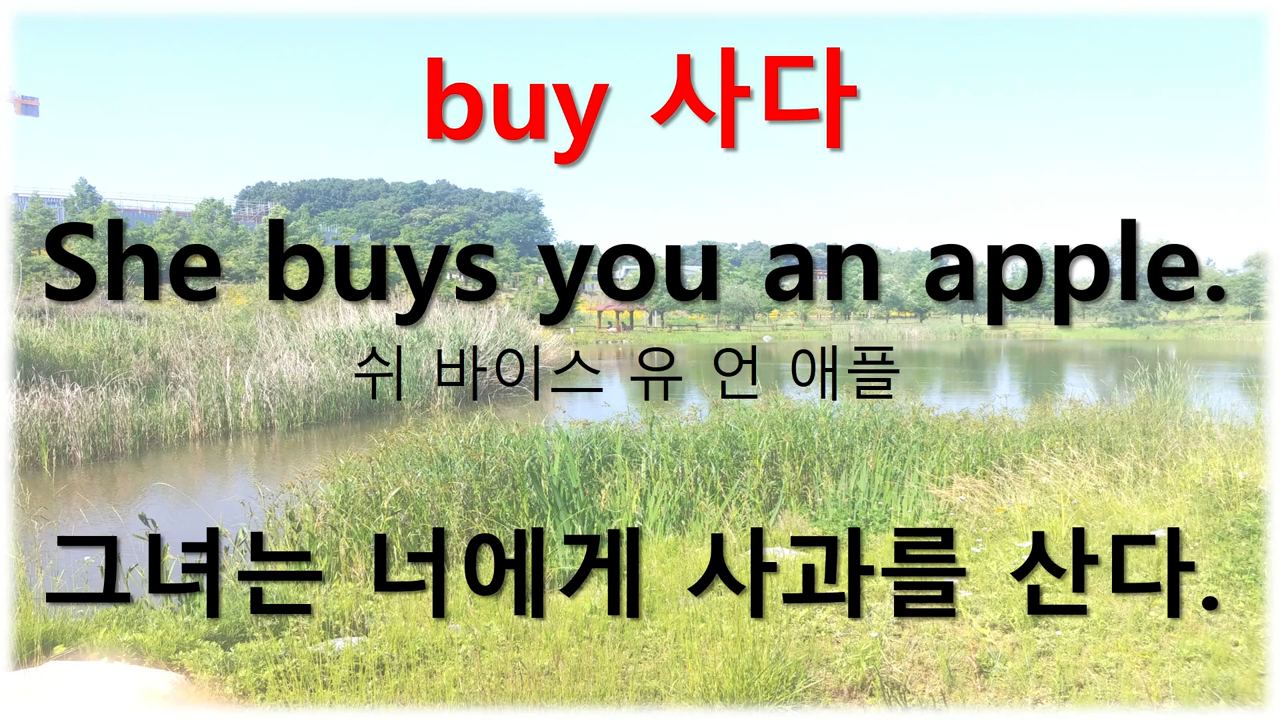 buy 사다
She buys you an apple.
쉬 바이스 유 언 애플
그녀는 너에게 사과를 산다.